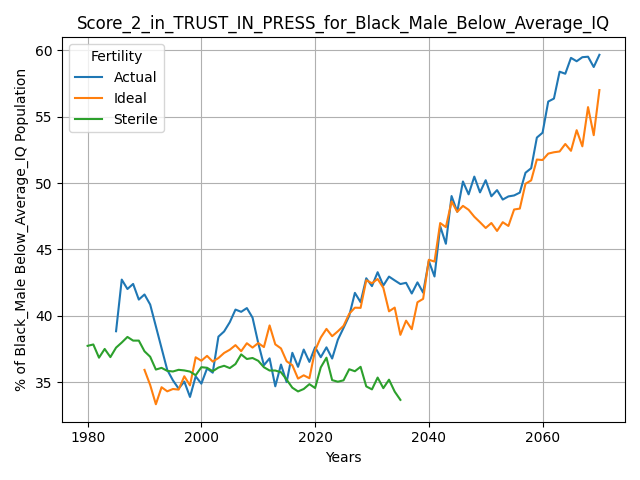 Score_2_in_TRUST_IN_PRESS_for_Black_Male_Below_Average_IQ
Fertility
Actual
Ideal
Sterile
% of Black_Male Below_Average_IQ Population
60
55
50
45
40
35
1980
2000
2020
2040
2060
Years